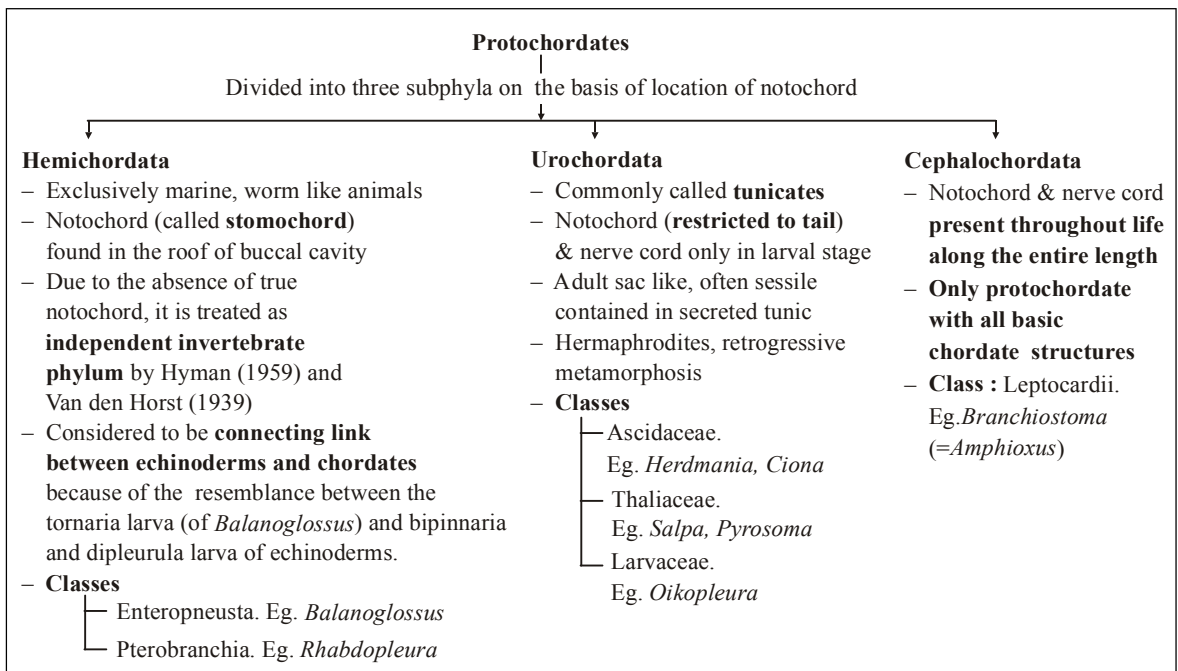 Protochordates
Divided into three subphyla on the basis of location of notochord
Hemichordata
– Exclusively marine, worm like animals
– Notochord (called stomochord)
found in the roof of buccal cavity
– Due to the absence of true
notochord, it is treated as
independent invertebrate
phylum by Hyman (1959) and
Van den Horst (1939)
– Considered to be connecting link
between echinoderms and chordates
because of the resemblance between the
tornaria larva (of Balanoglossus) and bipinnaria
and dipleurula larva of echinoderms.
– Classes
Enteropneusta. Eg. Balanoglossus
Pterobranchia. Eg. Rhabdopleura
Urochordata
– Commonly called tunicates
– Notochord (restricted to tail)
& nerve cord only in larval stage
– Adult sac like, often sessile
contained in secreted tunic
– Hermaphrodites, retrogressive
metamorphosis
– Classes
Ascidaceae.
Eg. Herdmania, Ciona
Thaliaceae.
Eg. Salpa, Pyrosoma
Larvaceae.
Eg. Oikopleura
Cephalochordata
– Notochord & nerve cord
present throughout life
along the entire length
– Only protochordate
with all basic
chordate structures
– Class : Leptocardii.
Eg.Branchiostoma
(=Amphioxus)